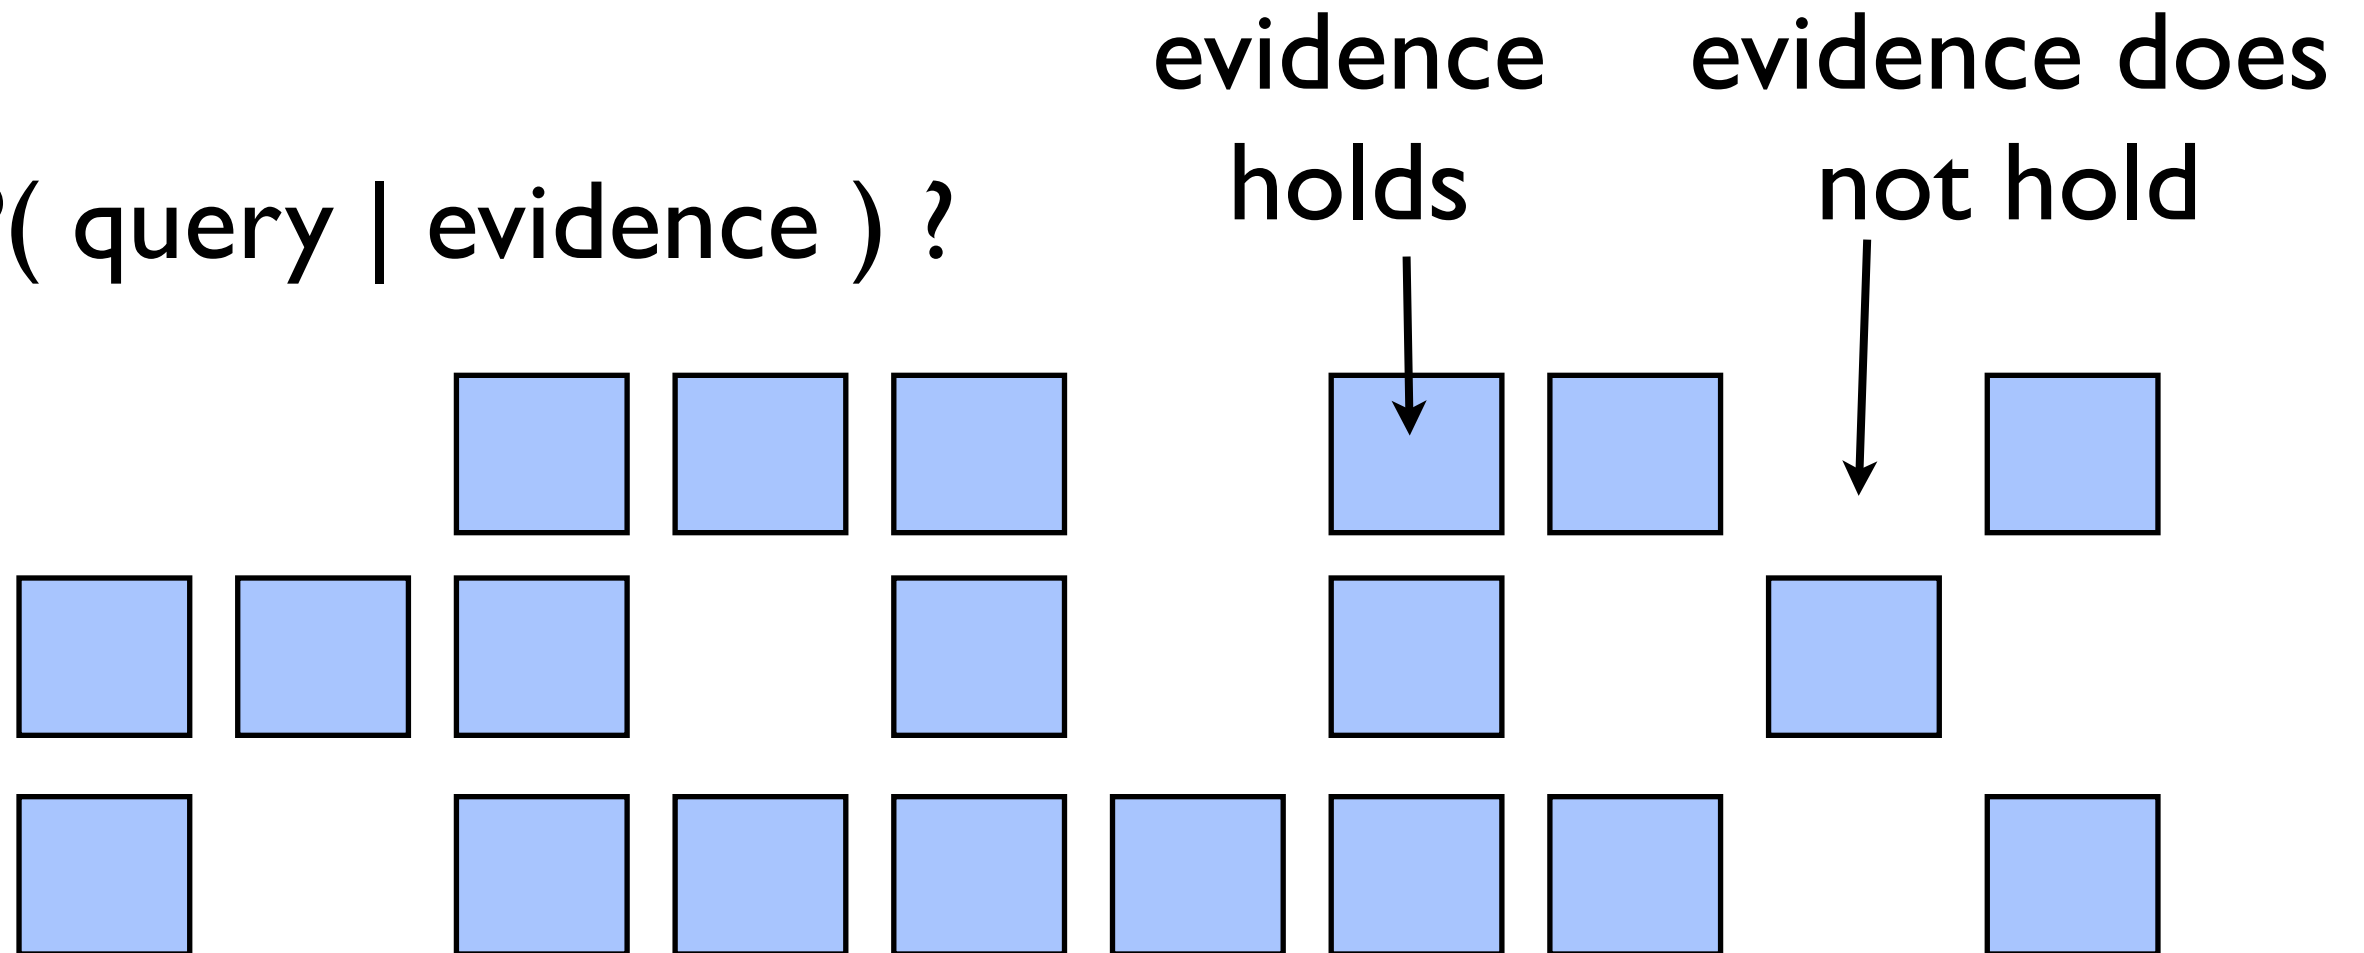 evidence
holds
evidence does
not hold
( query | evidence ) ?